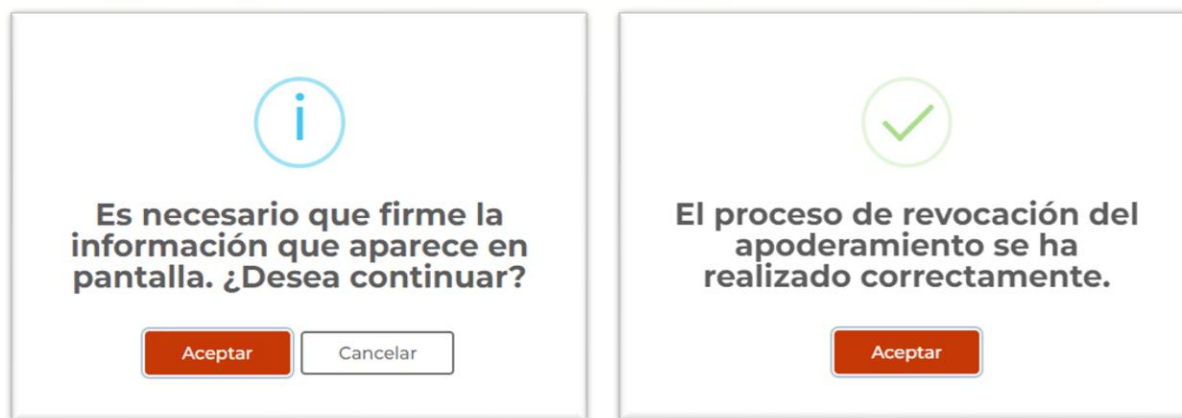 Es necesario que firme la
información que aparece en
pantalla. ¿Desea continuar?
Aceptar
Cancelar
El proceso de revocación del
apoderamiento se ha
realizado correctamente.
Aceptar